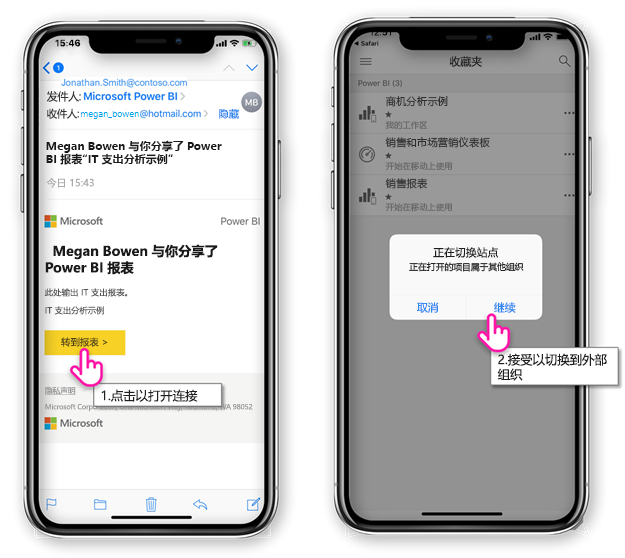 15:46
1
Jonathan.Smith@contoso.com
发件人: Microsoft Power BI
MB
收件人:megan_bowen@hotmail.com
隐藏
Megan Bowen 与你分享了 Power
BI 报表“IT 支出分析示例”
今日 15:43
Microsoft
Power BI
Megan Bowen 与你分享了
Power BI 报表
此处输出 IT 支出报表。
IT 支出分析示例
转到报表 >
1.点击以打开连接
隐私声明
Microsoft Corporation, One Microsoft Way, Redmond, WA 98052
Microsoft
Safari
收藏夹
Power BI (3)
商机分析示例
我的工作区
销售和市场营销仪表板
开始在移动上使用
销售报表
开始在移动上使用
正在切换站点
正在打开的项目属于其他组织
取消
继续
2.接受以切换到外部
组织